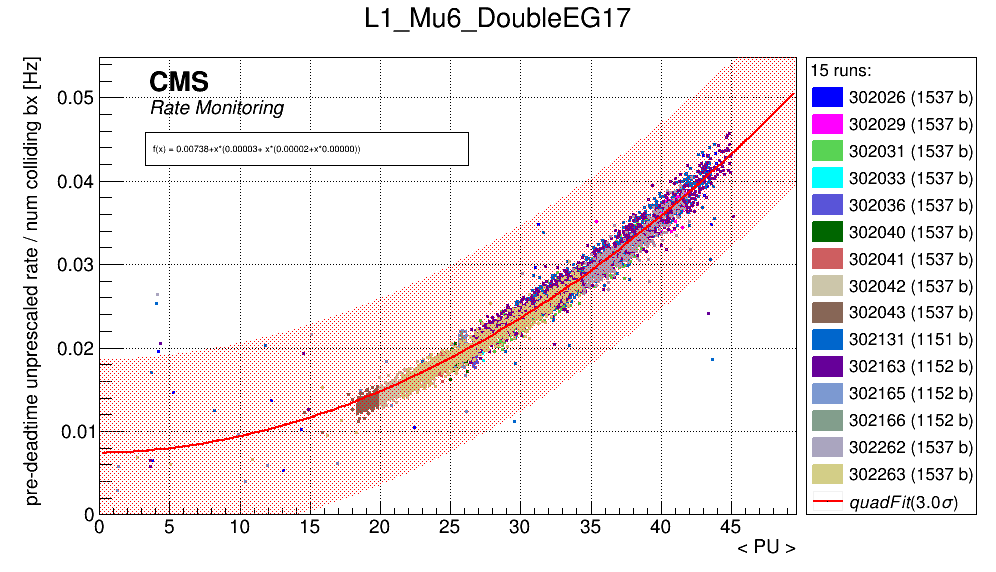 L1_Mu6_DoubleEG17
pre-deadtime unprescaled rate / num colliding bx [Hz]
CMS
Rate Monitoring
f(x) = 0.00738+x*(0.00003+ x*(0.00002+x*0.00000))
0.05
0.04
0.03
0.02
0.01
0
0 5 10 15 20 25 30 35 40 45
< PU >
15 runs:
302026 (1537 b)
302029 (1537 b)
302031 (1537 b)
302033 (1537 b)
302036 (1537 b)
302040 (1537 b)
302041 (1537 b)
302042 (1537 b)
302043 (1537 b)
302131 (1151 b)
302163 (1152 b)
302165 (1152 b)
302166 (1152 b)
302262 (1537 b)
302263 (1537 b)
quadFit(3.0σ)